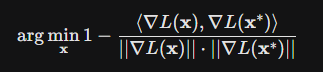 arg min_x 1 − ⟨∇L(x), ∇L(x*)⟩ / (||∇L(x)|| · ||∇L(x*)||)